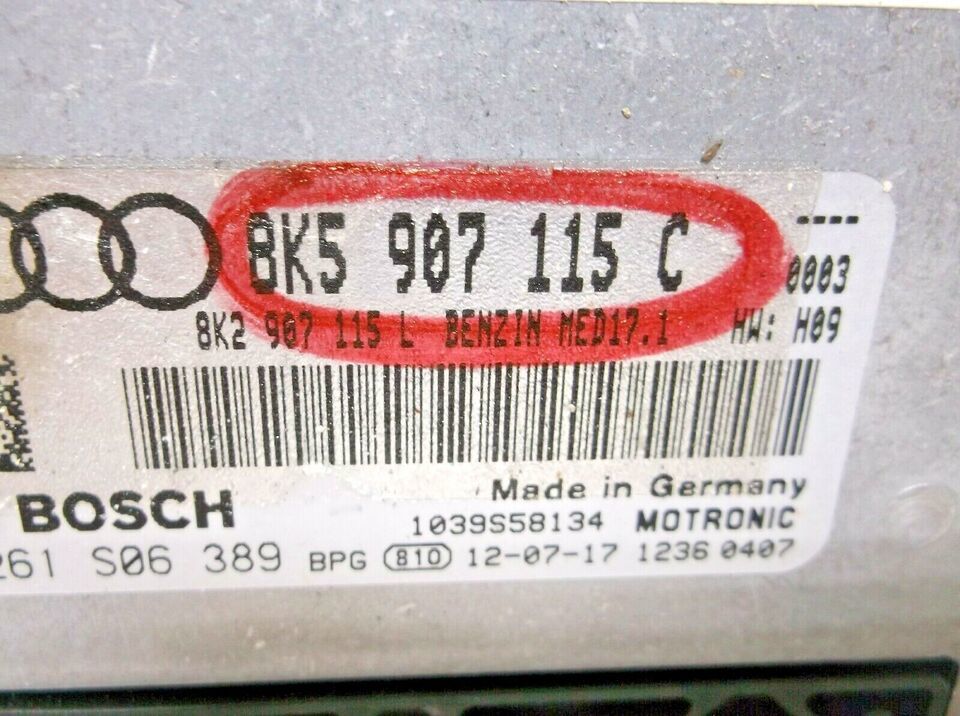 8K5 907 115 C ----
0003
8K2 907 115 L BENZIN MED17.1 HW: H09
Made in Germany
BOSCH
1039S58134 MOTRONIC
261 S06 389 BPG 810 12-07-17 1236 0407